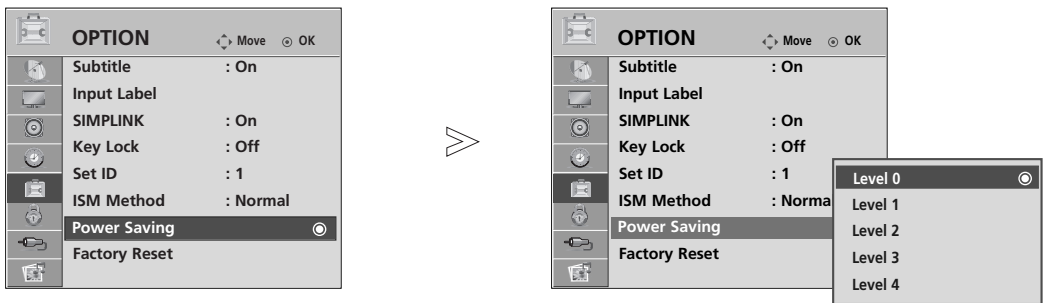 OPTION Move OK
Subtitle : On
Input Label
SIMPLINK : On
Key Lock : Off
Set ID : 1
ISM Method : Normal
Power Saving
Factory Reset
OPTION Move OK
Subtitle : On
Input Label
SIMPLINK : On
Key Lock : Off
Set ID : 1
ISM Method : Norma
Power Saving
Factory Reset
Level 0
Level 1
Level 2
Level 3
Level 4